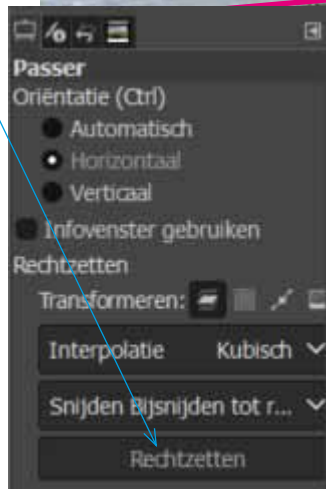 Passer
Oriëntatie (Ctrl)
Automatisch
Horizontaal
Verticaal
Infovenster gebruiken
Rechtzetten
Transformeren:
Interpolatie Kubisch
Snijden Bijsnijden tot r...
Rechtzetten